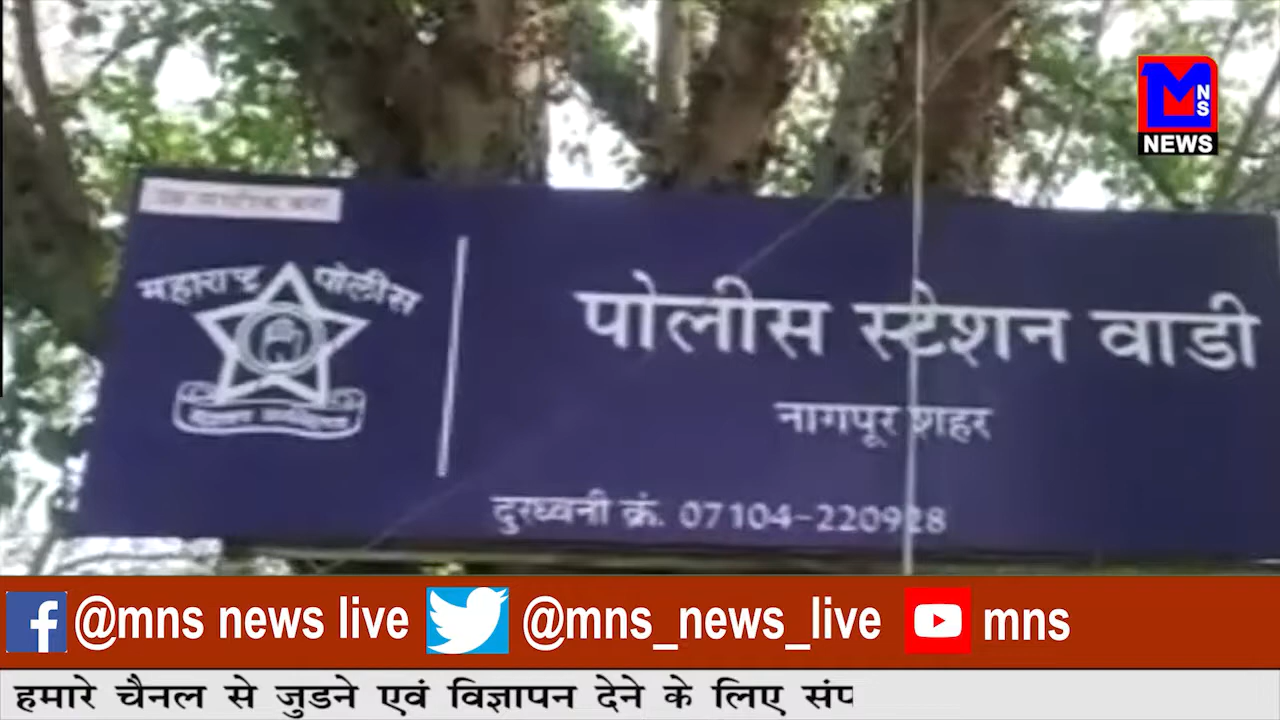 MNS
NEWS
महाराष्ट्र पोलीस
पोलीस स्टेशन वाडी
नागपूर शहर
दुरध्वनी क्रं. 07104-220928
@mns news live @mns_news_live mns
हमारे चैनल से जुडने एवं विज्ञापन देने के लिए संप